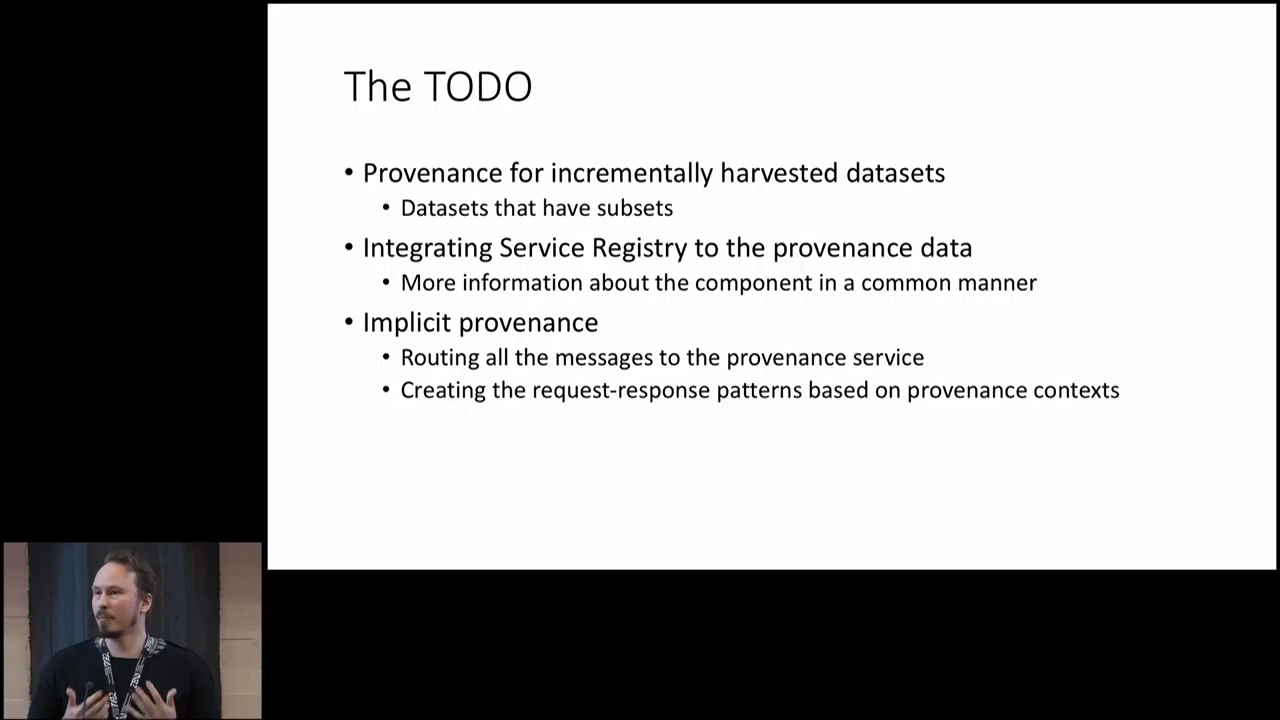 The TODO
• Provenance for incrementally harvested datasets
• Datasets that have subsets
• Integrating Service Registry to the provenance data
• More information about the component in a common manner
• Implicit provenance
• Routing all the messages to the provenance service
• Creating the request-response patterns based on provenance contexts